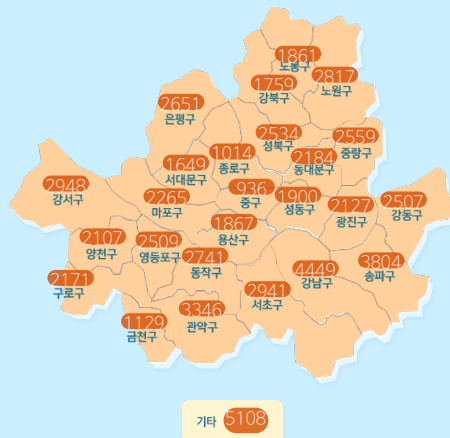 1861
도봉구
1759
강북구
2817
노원구
2651
은평구
2534
성북구
2559
중랑구
1014
종로구
2184
동대문구
1649
서대문구
2948
강서구
2265
마포구
936
중구
1900
성동구
2127
광진구
2507
강동구
1867
용산구
2107
양천구
2509
영등포구
2741
동작구
4449
강남구
3804
송파구
2171
구로구
2941
서초구
1129
금천구
3346
관악구
기타 5108